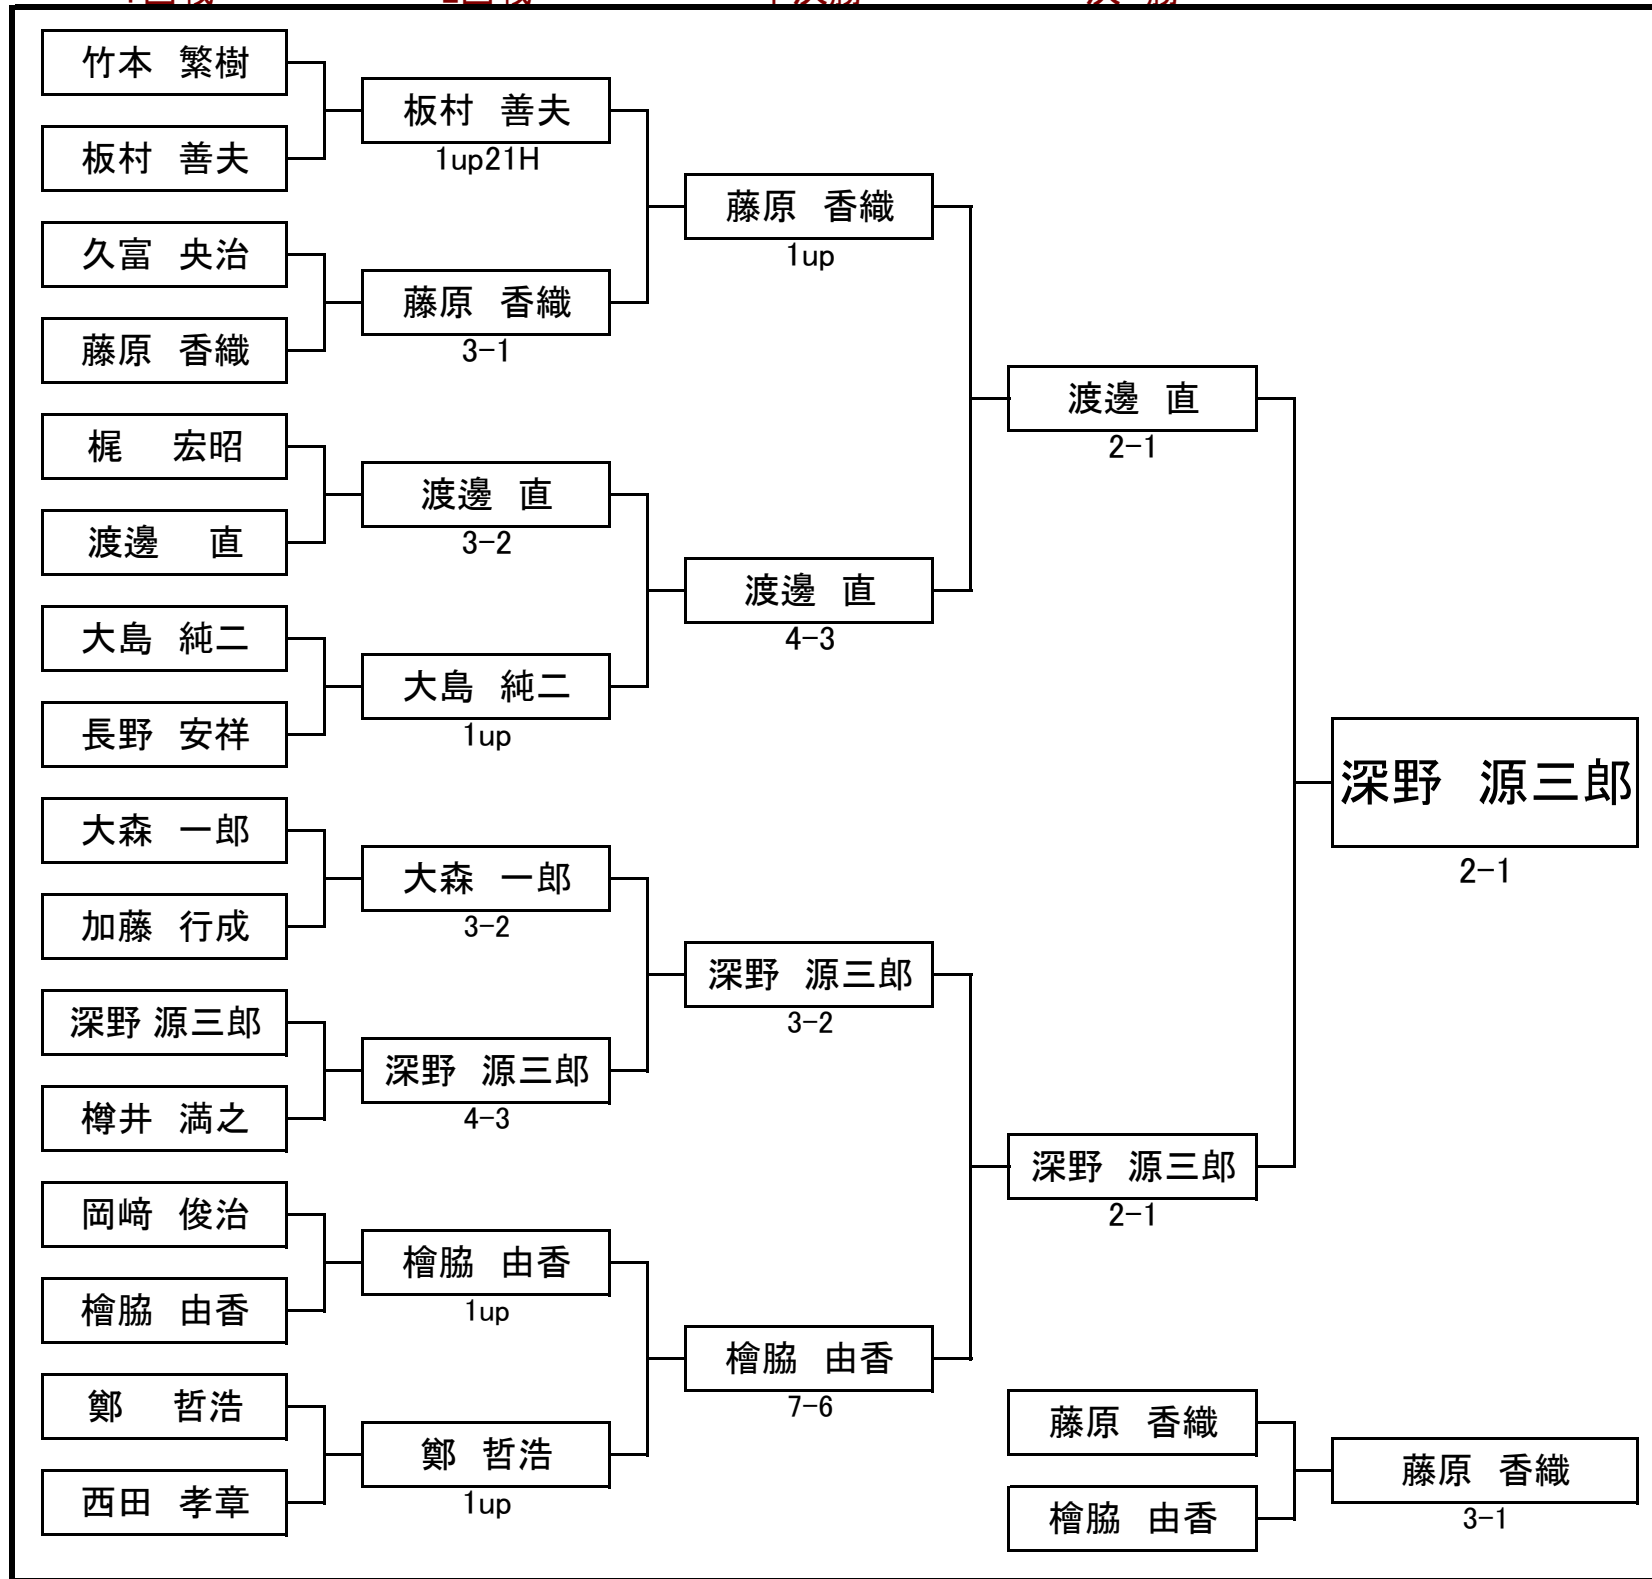 竹本 繁樹
板村 善夫
久富 央治
藤原 香織
梶 宏昭
渡邊 直
大島 純二
長野 安祥
大森 一郎
加藤 行成
深野 源三郎
樽井 満之
岡﨑 俊治
檜脇 由香
鄭 哲浩
西田 孝章
板村 善夫
1up21H
藤原 香織
3-1
渡邊 直
3-2
大島 純二
1up
大森 一郎
3-2
深野 源三郎
4-3
檜脇 由香
1up
鄭 哲浩
1up
藤原 香織
1up
渡邊 直
4-3
深野 源三郎
3-2
檜脇 由香
7-6
渡邊 直
2-1
深野 源三郎
2-1
深野 源三郎
2-1
藤原 香織
檜脇 由香
藤原 香織
3-1